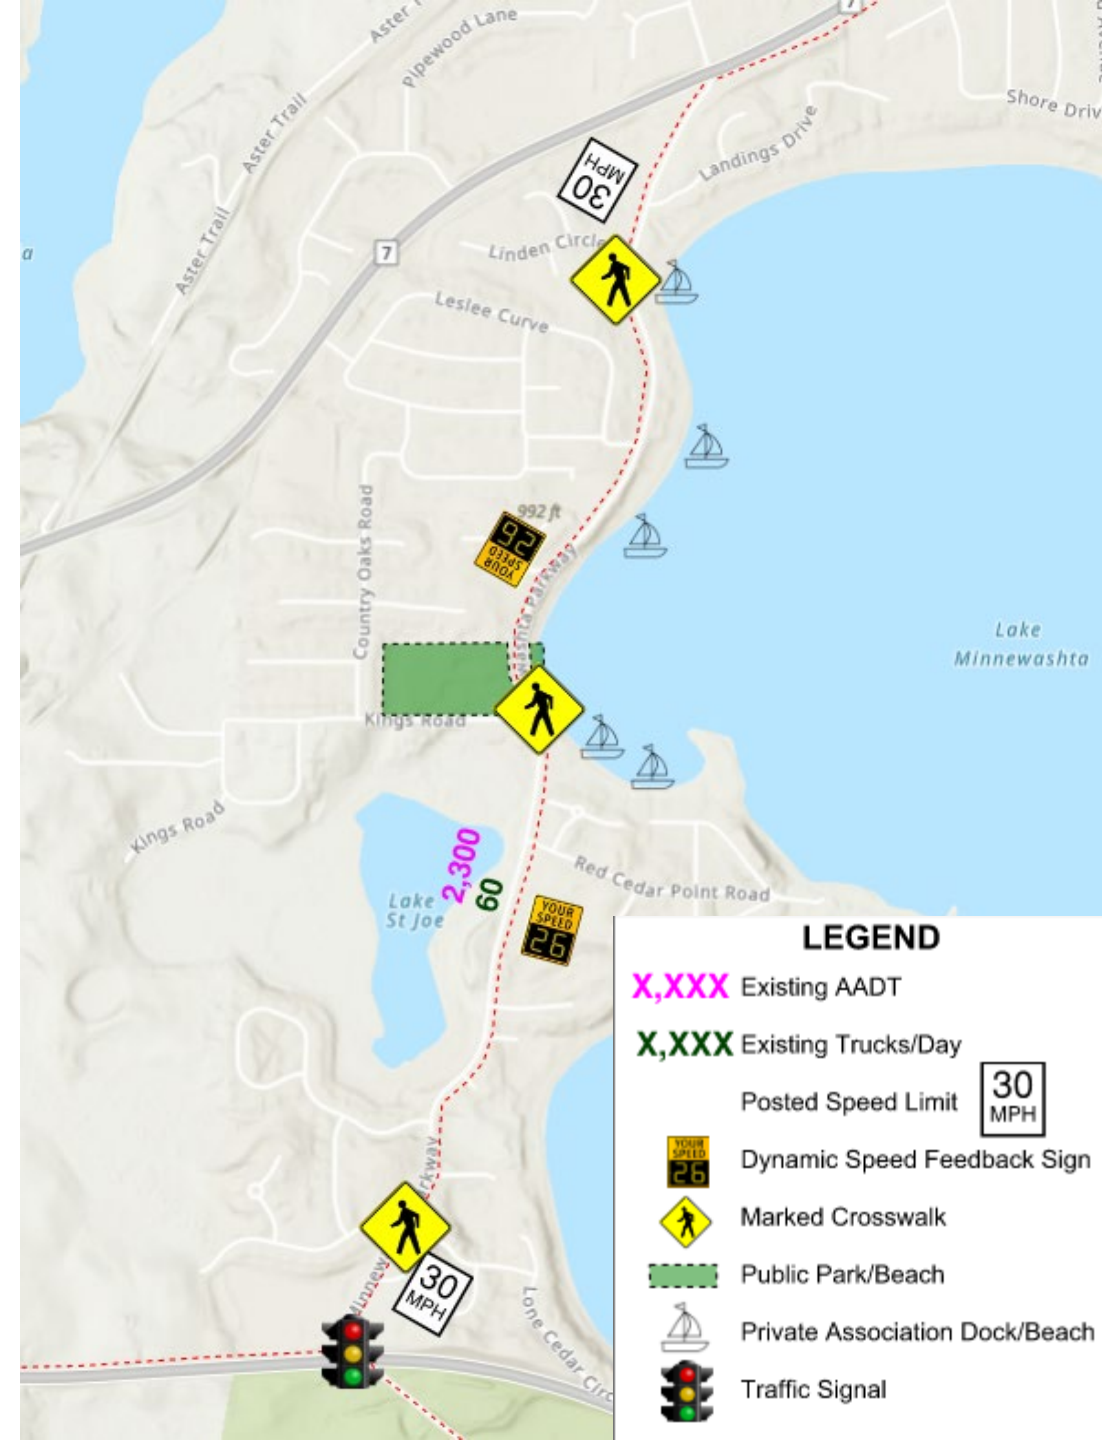 7
Aster T
Pipewood Lane
Shore Driv
Aster Trail
Landings Drive
30
MPH
Aster Trail
7
Linden Circle
a
Leslee Curve
992 ft
26
YOUR
SPEED
Country Oaks Road
washta Parkway
Lake
Minnewashta
Kings Road
Kings Road
2,300
60
Red Cedar Point Road
Lake
St Joe
YOUR
SPEED
26
arkway
Minnew
30
MPH
Lone Cedar Circ
LEGEND
X,XXX Existing AADT
X,XXX Existing Trucks/Day
Posted Speed Limit
30
MPH
YOUR
SPEED
26
Dynamic Speed Feedback Sign
Marked Crosswalk
Public Park/Beach
Private Association Dock/Beach
Traffic Signal